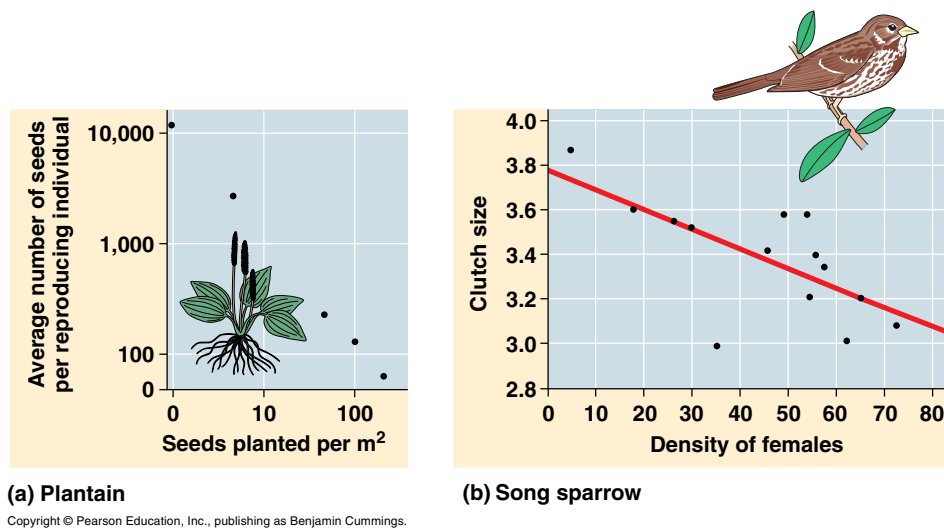 Average number of seeds
per reproducing individual
10,000
1,000
100
0
0 10 100
Seeds planted per m²
(a) Plantain
Clutch size
4.0
3.8
3.6
3.4
3.2
3.0
2.8
0 10 20 30 40 50 60 70 80
Density of females
(b) Song sparrow
Copyright © Pearson Education, Inc., publishing as Benjamin Cummings.